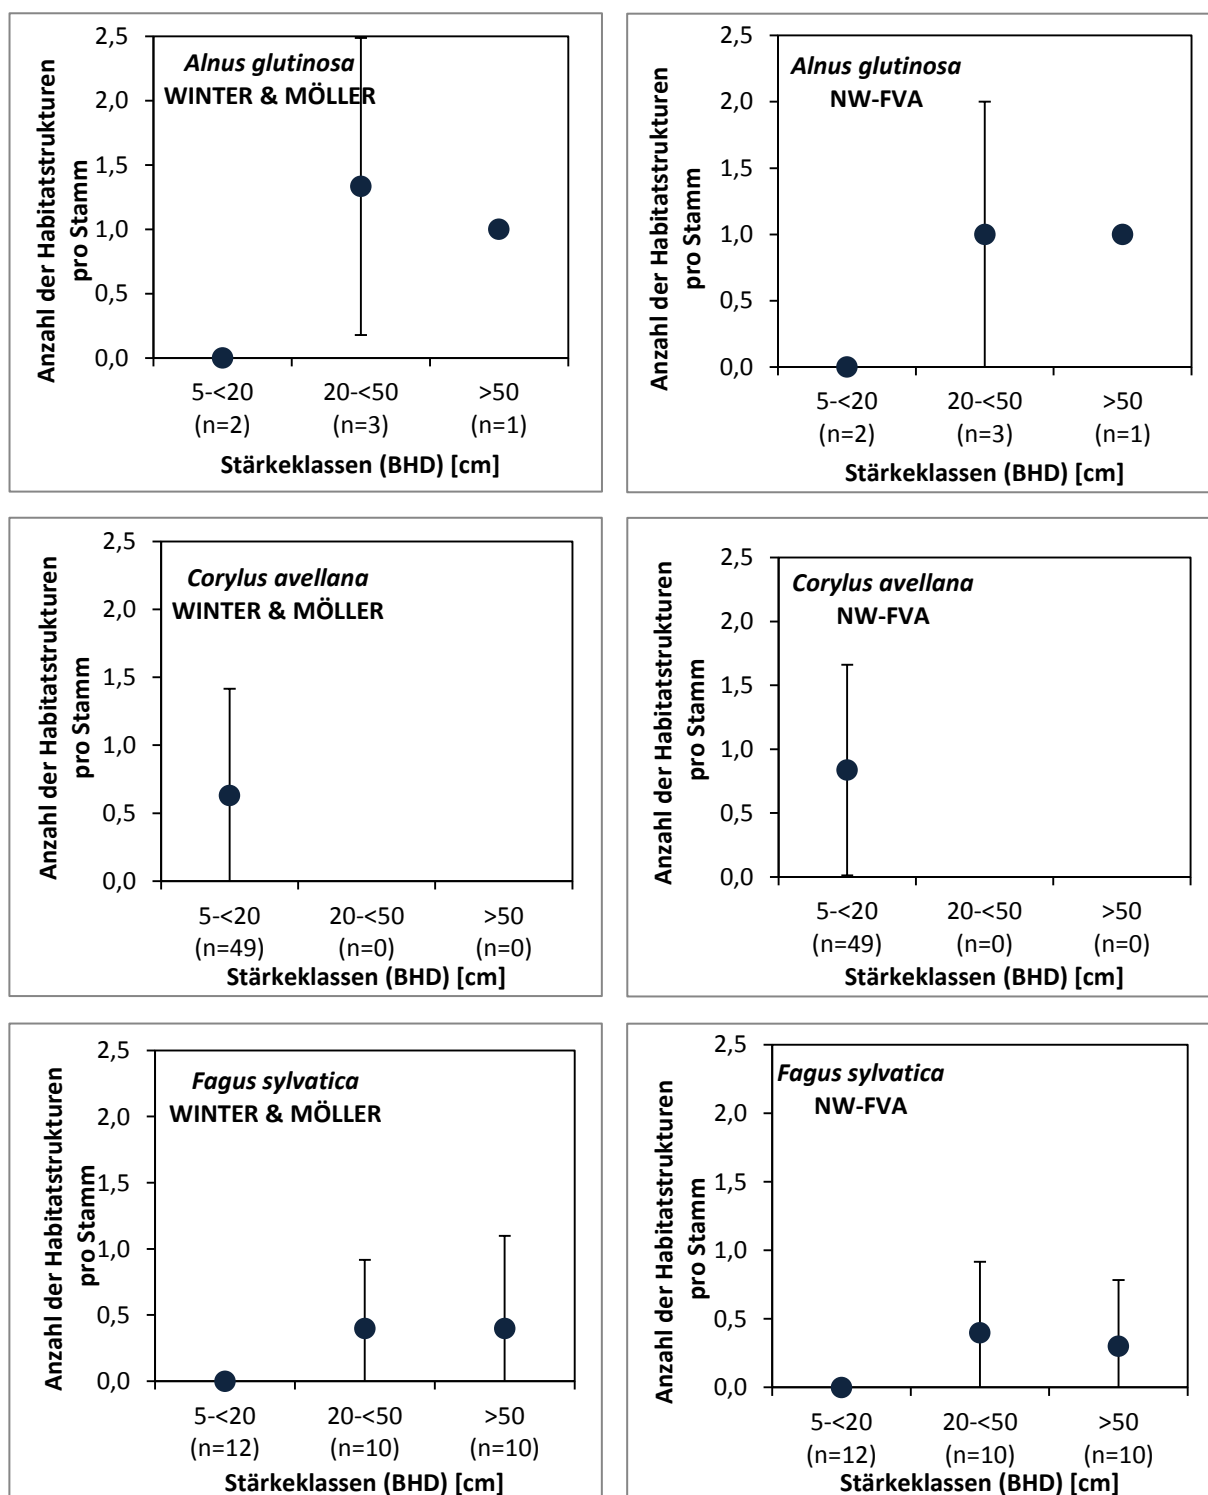 Anzahl der Habitatstrukturen
pro Stamm
2,5
2,0
1,5
1,0
0,5
0,0
Alnus glutinosa
WINTER & MÖLLER
5-<20
20-<50
>50
(n=2)
(n=3)
(n=1)
Stärkeklassen (BHD) [cm]
Anzahl der Habitatstrukturen
pro Stamm
2,5
2,0
1,5
1,0
0,5
0,0
Alnus glutinosa
NW-FVA
5-<20
20-<50
>50
(n=2)
(n=3)
(n=1)
Stärkeklassen (BHD) [cm]
Anzahl der Habitatstrukturen
pro Stamm
2,5
2,0
1,5
1,0
0,5
0,0
Corylus avellana
WINTER & MÖLLER
5-<20
20-<50
>50
(n=49)
(n=0)
(n=0)
Stärkeklassen (BHD) [cm]
Anzahl der Habitatstrukturen
pro Stamm
2,5
2,0
1,5
1,0
0,5
0,0
Corylus avellana
NW-FVA
5-<20
20-<50
>50
(n=49)
(n=0)
(n=0)
Stärkeklassen (BHD) [cm]
Anzahl der Habitatstrukturen
pro Stamm
2,5
2,0
1,5
1,0
0,5
0,0
Fagus sylvatica
WINTER & MÖLLER
5-<20
20-<50
>50
(n=12)
(n=10)
(n=10)
Stärkeklassen (BHD) [cm]
Anzahl der Habitatstrukturen
pro Stamm
2,5
2,0
1,5
1,0
0,5
0,0
Fagus sylvatica
NW-FVA
5-<20
20-<50
>50
(n=12)
(n=10)
(n=10)
Stärkeklassen (BHD) [cm]